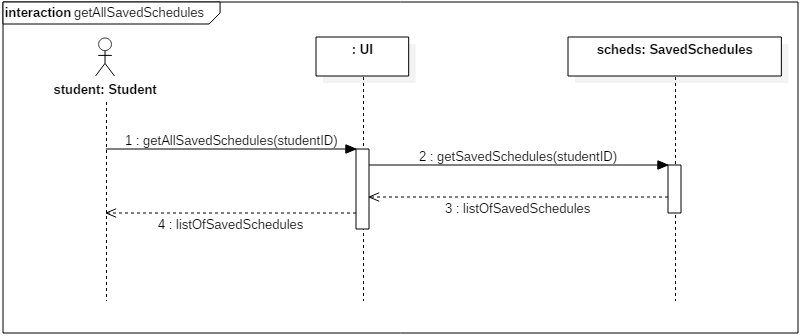 interaction getAllSavedSchedules
: UI
scheds: SavedSchedules
student: Student
1 : getAllSavedSchedules(studentID)
2 : getSavedSchedules(studentID)
3 : listOfSavedSchedules
4 : listOfSavedSchedules